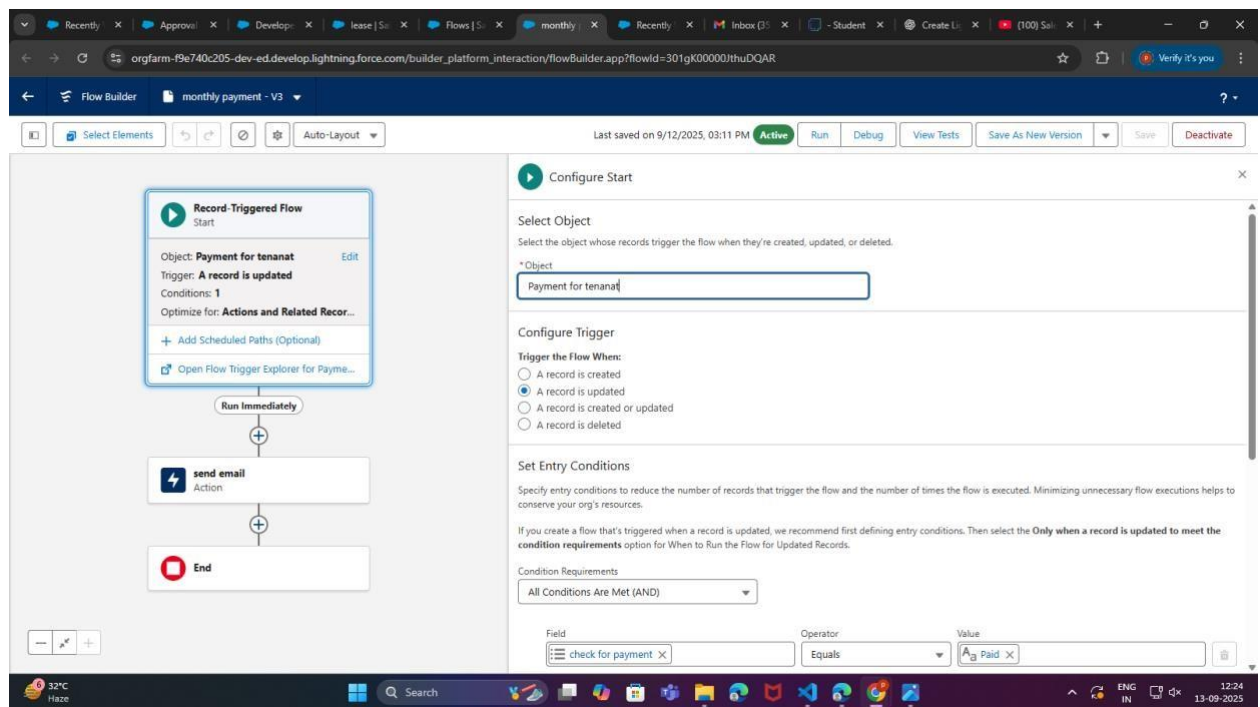 Recently
Approval
Develope
lease | Sa
Flows | S
monthly
Recently
Inbox (35
- Student
Create Li
(100) Sal
orgfarm-f9e740c205-dev-ed.develop.lightning.force.com/builder_platform_interaction/flowBuilder.app?flowId=301gK00000JthuDQAR
Verify it's you
Flow Builder
monthly payment - V3
?
Select Elements
Auto-Layout
Last saved on 9/12/2025, 03:11 PM
Active
Run
Debug
View Tests
Save As New Version
Save
Deactivate
Record-Triggered Flow
Start
Object: Payment for tenanat
Edit
Trigger: A record is updated
Conditions: 1
Optimize for: Actions and Related Recor...
+ Add Scheduled Paths (Optional)
Open Flow Trigger Explorer for Payme...
Run Immediately
send email
Action
End
Configure Start
Select Object
Select the object whose records trigger the flow when they're created, updated, or deleted.
*Object
Payment for tenanat
Configure Trigger
Trigger the Flow When:
A record is created
A record is updated
A record is created or updated
A record is deleted
Set Entry Conditions
Specify entry conditions to reduce the number of records that trigger the flow and the number of times the flow is executed. Minimizing unnecessary flow executions helps to
conserve your org's resources.
If you create a flow that's triggered when a record is updated, we recommend first defining entry conditions. Then select the Only when a record is updated to meet the
condition requirements option for When to Run the Flow for Updated Records.
Condition Requirements
All Conditions Are Met (AND)
Field
Operator
Value
check for payment
Equals
Aa Paid
6
32°C
Haze
Search
ENG
IN
12:24
13-09-2025